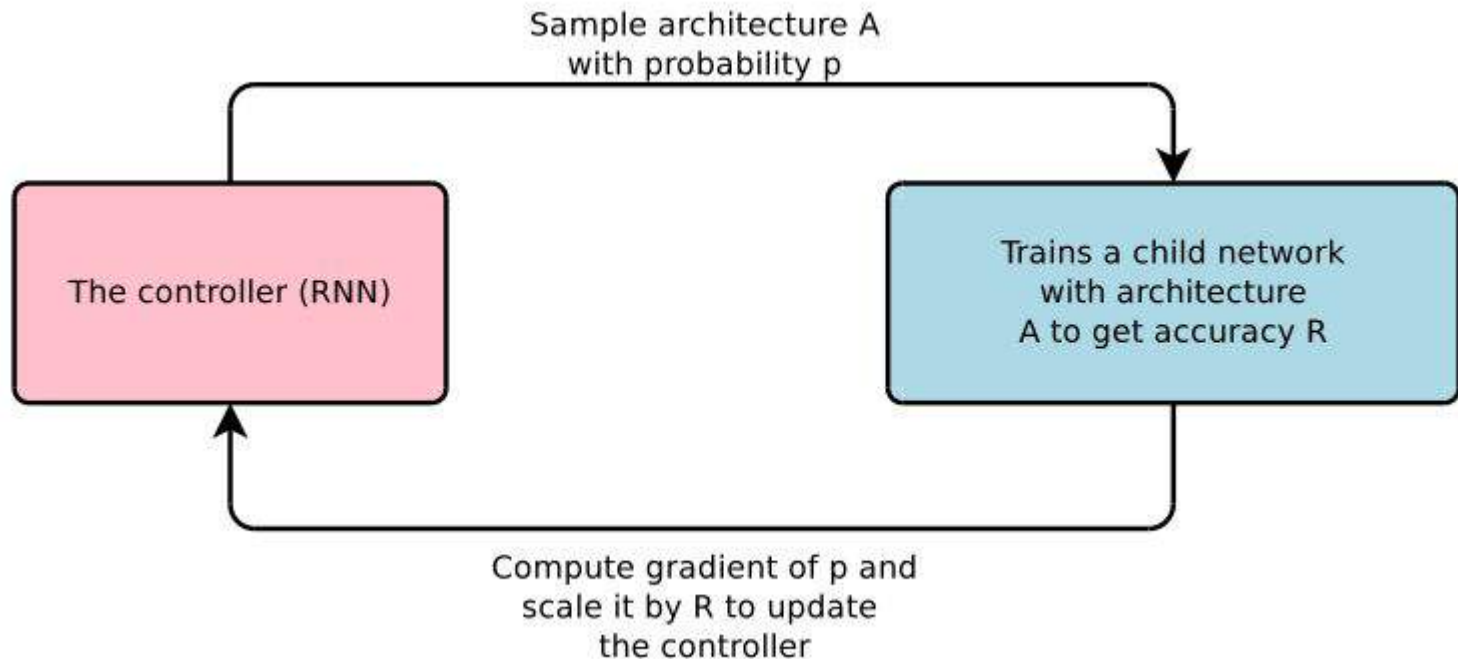 Sample architecture A
with probability p
The controller (RNN)
Trains a child network
with architecture
A to get accuracy R
Compute gradient of p and
scale it by R to update
the controller